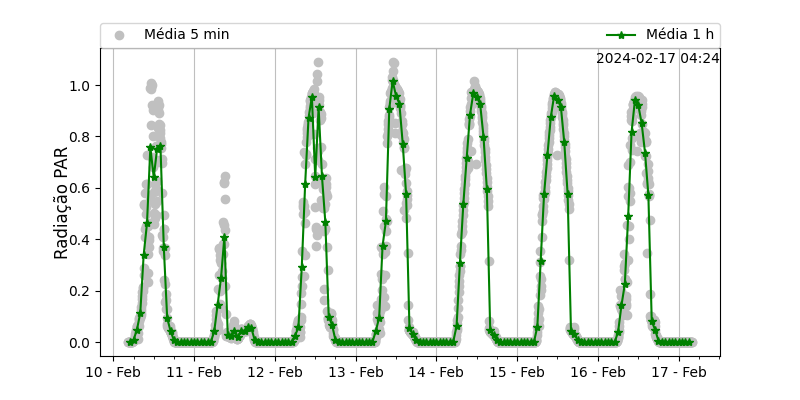 Média 5 min
Média 1 h
2024-02-17 04:24
Radiação PAR
1.0
0.8
0.6
0.4
0.2
0.0
10 - Feb
11 - Feb
12 - Feb
13 - Feb
14 - Feb
15 - Feb
16 - Feb
17 - Feb